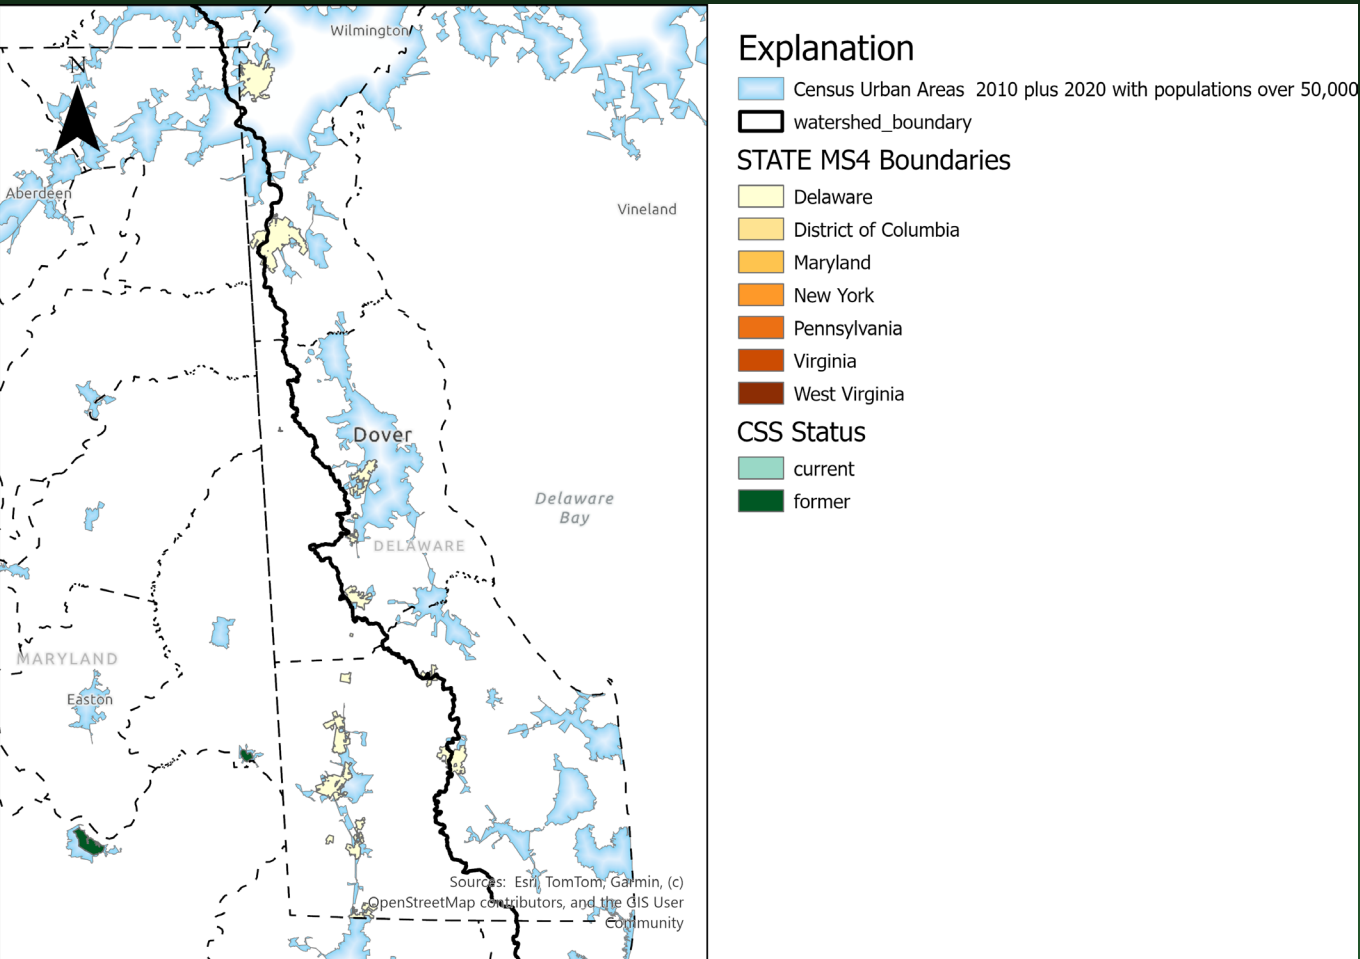 Wilmington
N
Aberdeen
Vineland
Dover
Delaware
Bay
DELAWARE
MARYLAND
Easton
Sources: Esri, TomTom, Garmin, (c)
OpenStreetMap contributors, and the GIS User
Community
Explanation
Census Urban Areas 2010 plus 2020 with populations over 50,000
watershed_boundary
STATE MS4 Boundaries
Delaware
District of Columbia
Maryland
New York
Pennsylvania
Virginia
West Virginia
CSS Status
current
former